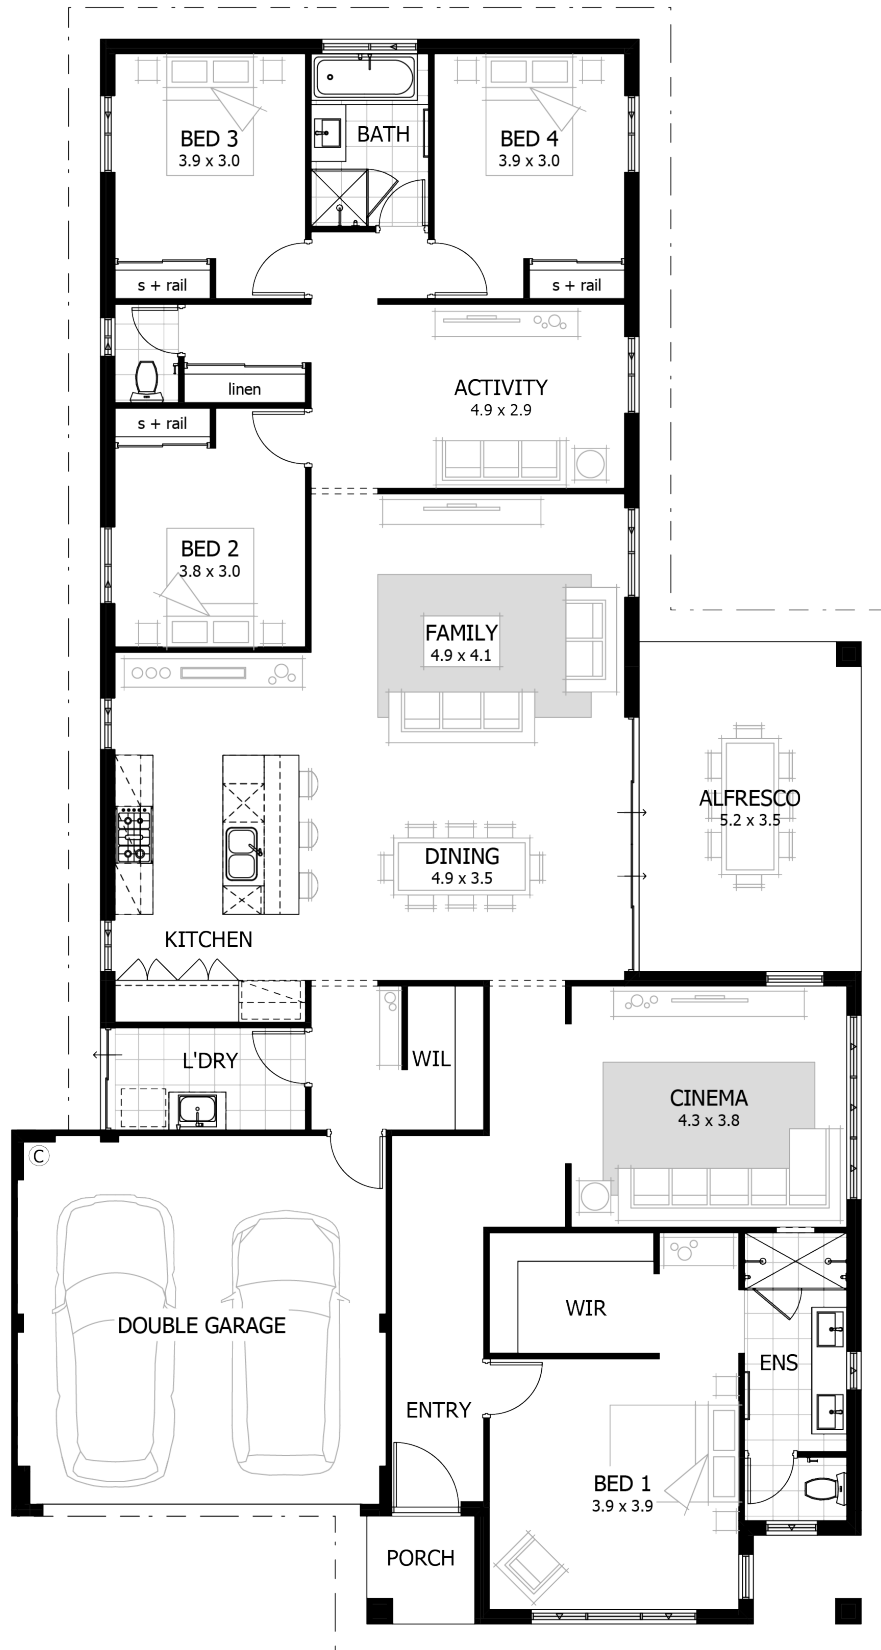 BED 3
3.9 x 3.0
BATH
BED 4
3.9 x 3.0
s + rail
s + rail
linen
ACTIVITY
4.9 x 2.9
s + rail
BED 2
3.8 x 3.0
FAMILY
4.9 x 4.1
ALFRESCO
5.2 x 3.5
DINING
4.9 x 3.5
KITCHEN
L'DRY
WIL
CINEMA
4.3 x 3.8
C
DOUBLE GARAGE
WIR
ENS
ENTRY
BED 1
3.9 x 3.9
PORCH